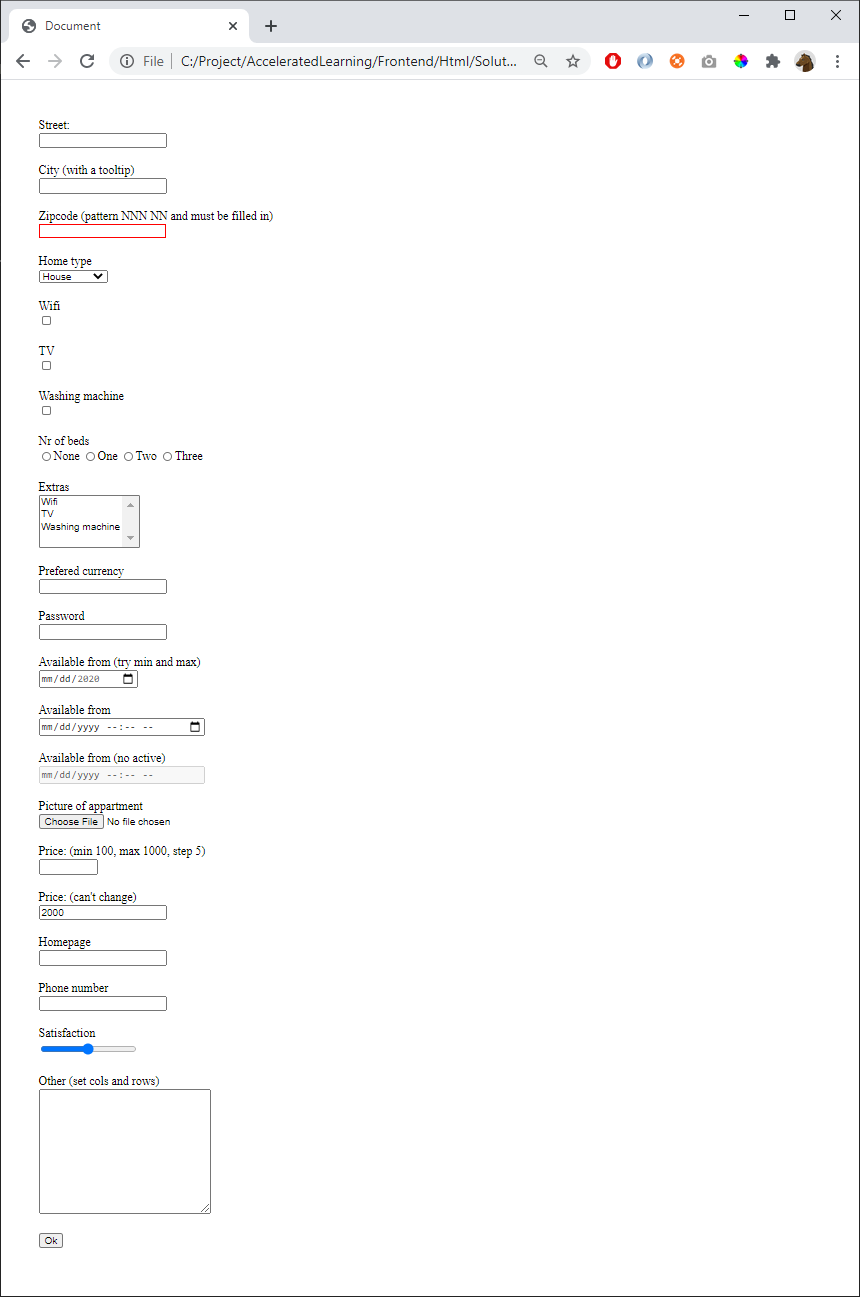 Document
File
C:/Project/AcceleratedLearning/Frontend/Html/Solut...
Street:
City (with a tooltip)
Zipcode (pattern NNN NN and must be filled in)
Home type
House
Wifi
TV
Washing machine
Nr of beds
None One Two Three
Extras
Wifi
TV
Washing machine
Prefered currency
Password
Available from (try min and max)
mm/dd/2020
Available from
mm/dd/yyyy --:-- --
Available from (no active)
mm/dd/yyyy --:-- --
Picture of appartment
Choose File No file chosen
Price: (min 100, max 1000, step 5)
Price: (can't change)
2000
Homepage
Phone number
Satisfaction
Other (set cols and rows)
Ok